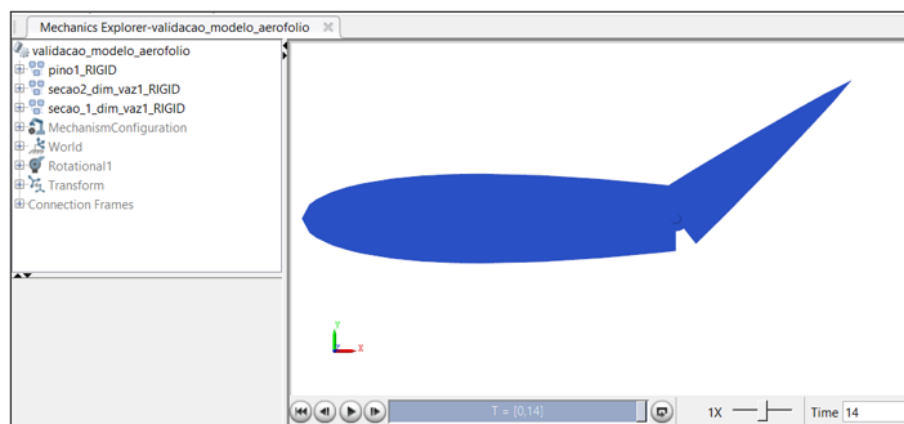 Mechanics Explorer-validacao_modelo_aerofolio
validacao_modelo_aerofolio
pino1_RIGID
secao2_dim_vaz1_RIGID
secao_1_dim_vaz1_RIGID
MechanismConfiguration
World
Rotational1
Transform
Connection Frames
Y
Z
X
T = [0,14]
1X
Time 14